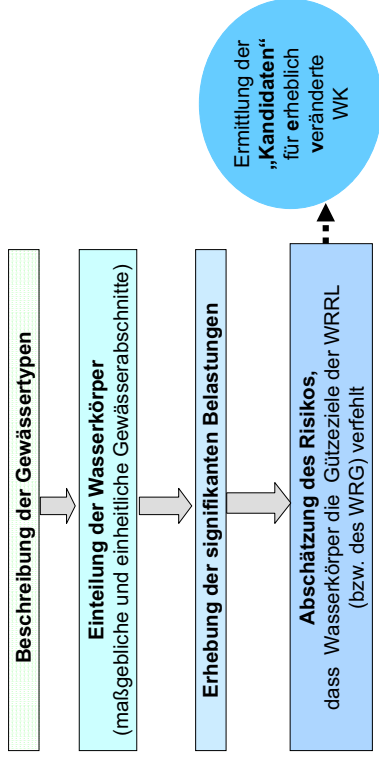 Beschreibung der Gewässertypen
Einteilung der Wasserkörper
(maßgebliche und einheitliche Gewässerabschnitte)
Erhebung der signifikanten Belastungen
Abschätzung des Risikos,
dass Wasserkörper die Gützeziele der WRRL
(bzw. des WRG) verfehlt
Ermittlung der
„Kandidaten“
für erheblich
veränderte
WK